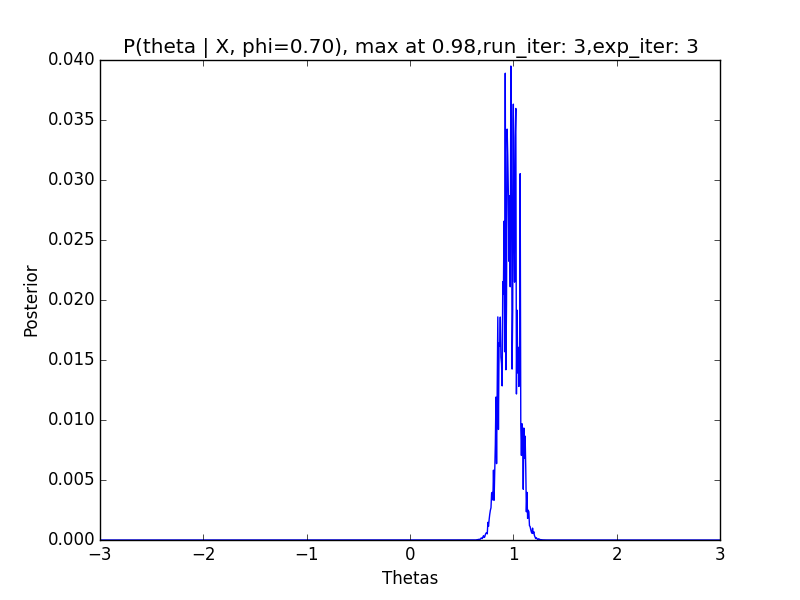 P(theta | X, phi=0.70), max at 0.98,run_iter: 3,exp_iter: 3
0.040
0.035
0.030
0.025
0.020
0.015
0.010
0.005
0.000
Posterior
−3 −2 −1 0 1 2 3
Thetas